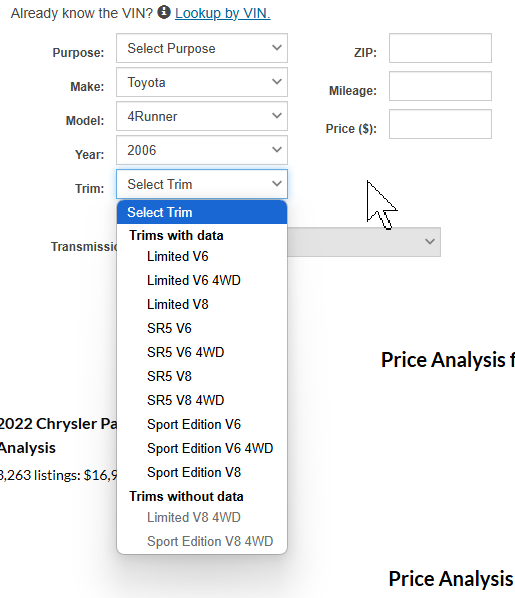 Already know the VIN? Lookup by VIN.
Purpose: Select Purpose ZIP:
Make: Toyota Mileage:
Model: 4Runner Price ($):
Year: 2006
Trim: Select Trim
Select Trim
Trims with data
Limited V6
Limited V6 4WD
Limited V8
SR5 V6
SR5 V6 4WD
SR5 V8
SR5 V8 4WD
Sport Edition V6
Sport Edition V6 4WD
Sport Edition V8
Trims without data
Limited V8 4WD
Sport Edition V8 4WD
Transmissi
Price Analysis f
2022 Chrysler Pa
Analysis
3,263 listings: $16,9
Price Analysis